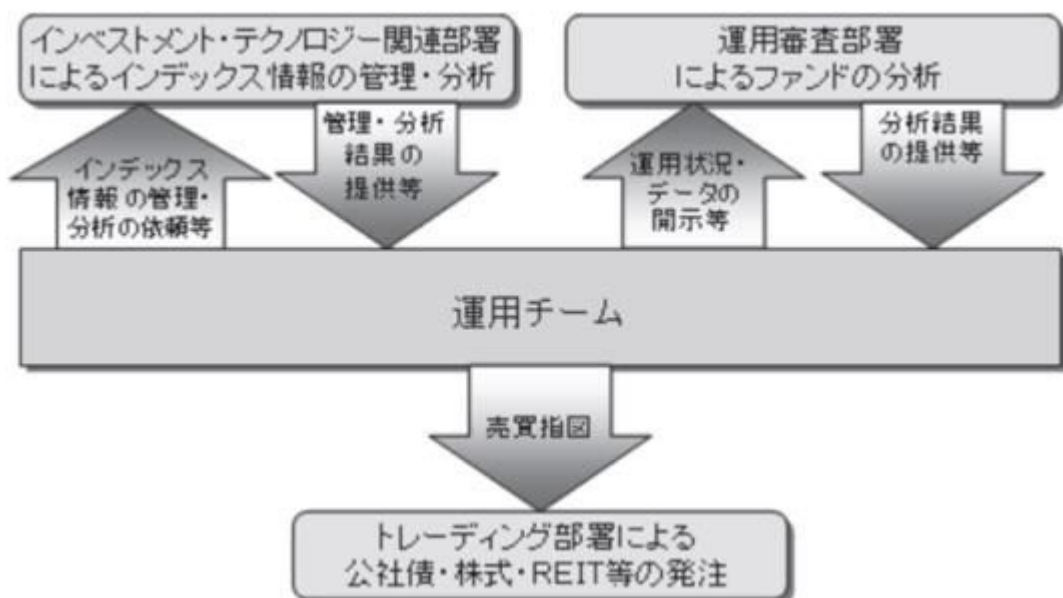 インベストメント・テクノロジー関連部署
によるインデックス情報の管理・分析
運用審査部署
によるファンドの分析
インデックス
情報の管理・
分析の依頼等
管理・分析
結果の
提供等
運用状況・
データの
開示等
分析結果
の提供等
運用チーム
売買指図
トレーディング部署による
公社債・株式・REIT等の発注